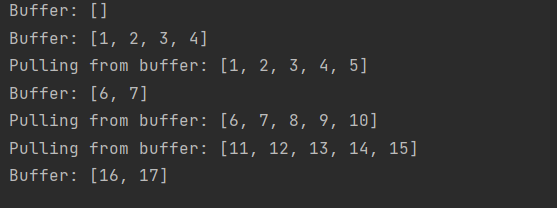 Buffer: []
Buffer: [1, 2, 3, 4]
Pulling from buffer: [1, 2, 3, 4, 5]
Buffer: [6, 7]
Pulling from buffer: [6, 7, 8, 9, 10]
Pulling from buffer: [11, 12, 13, 14, 15]
Buffer: [16, 17]